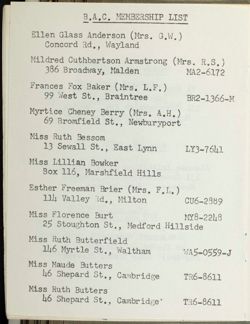 B.A.C. MEMBERSHIP LIST
Ellen Glass Anderson (Mrs. G.W.)
Concord Rd., Wayland
Mildred Cuthbertson Armstrong (Mrs. R.S.)
386 Broadway, Malden MA2-6172
Frances Fox Baker (Mrs. L.F.)
99 West St., Braintree BR2-1366-M
Myrtice Cheney Berry (Mrs. A.H.)
69 Bromfield St., Newburyport
Miss Ruth Bessom
13 Sewall St., East Lynn LY3-7641
Miss Lillian Bowker
Box 116, Marshfield Hills
Esther Freeman Brier (Mrs. F.L.)
114 Valley Rd., Milton CU6-2889
Miss Florence Burt MY8-2248
25 Stoughton St., Medford Hillside
Miss Ruth Butterfield
146 Myrtle St., Waltham WA5-0559-J
Miss Maude Butters
46 Shepard St., Cambridge TR6-8611
Miss Ruth Butters
46 Shepard St., Cambridge TR6-8611